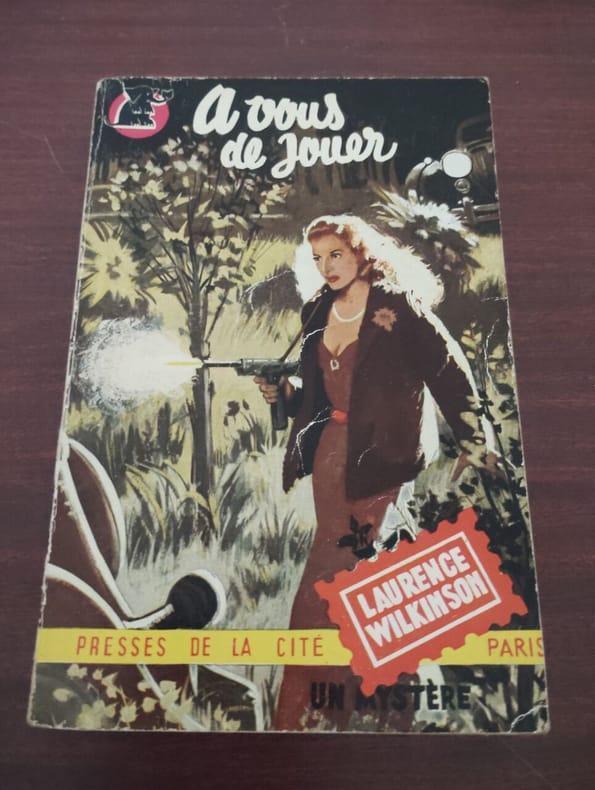 A vous
de jouer
LAURENCE
WILKINSON
PRESSES DE LA CITÉ PARIS
UN MYSTÈRE